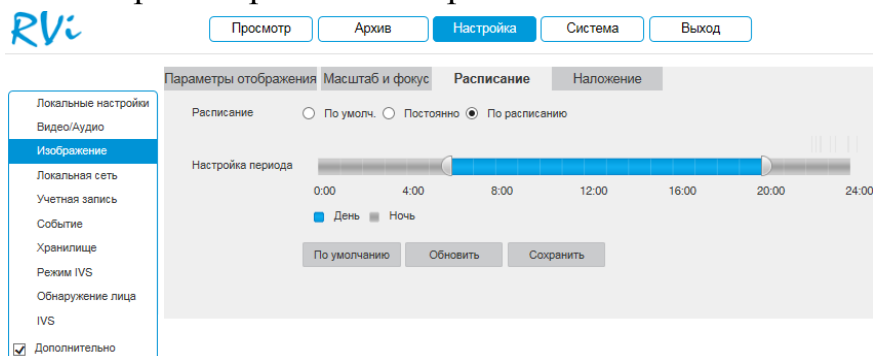 RVi
Просмотр Архив Настройка Система Выход
Параметры отображения Масштаб и фокус Расписание Наложение
Локальные настройки
Видео/Аудио
Изображение
Локальная сеть
Учетная запись
Событие
Хранилище
Режим IVS
Обнаружение лица
IVS
Дополнительно
Расписание По умолч. Постоянно По расписанию
Настройка периода
0:00 4:00 8:00 12:00 16:00 20:00 24:00
День Ночь
По умолчанию Обновить Сохранить